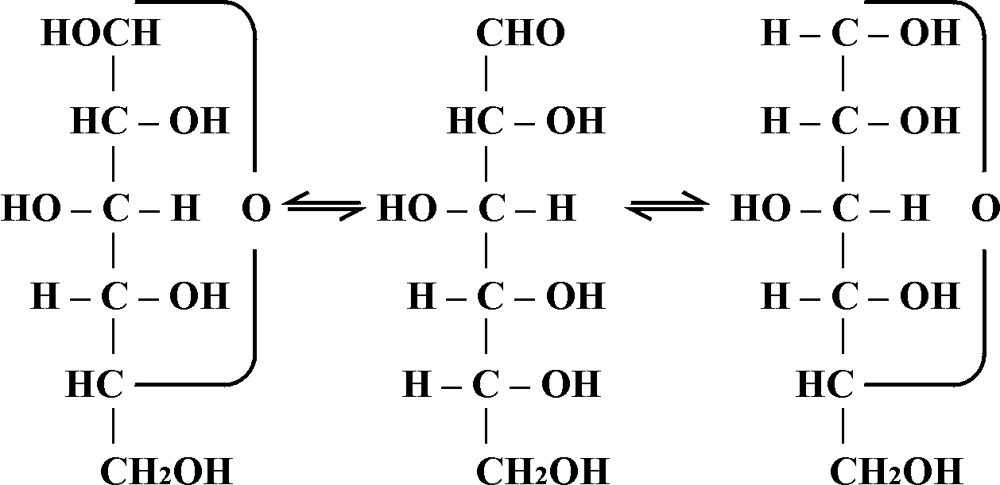 HOCH CHO H – C – OH
HC – OH HC – OH H – C – OH
HO – C – H O HO – C – H HO – C – H O
H – C – OH H – C – OH H – C – OH
HC H – C – OH HC
CH2OH CH2OH CH2OH